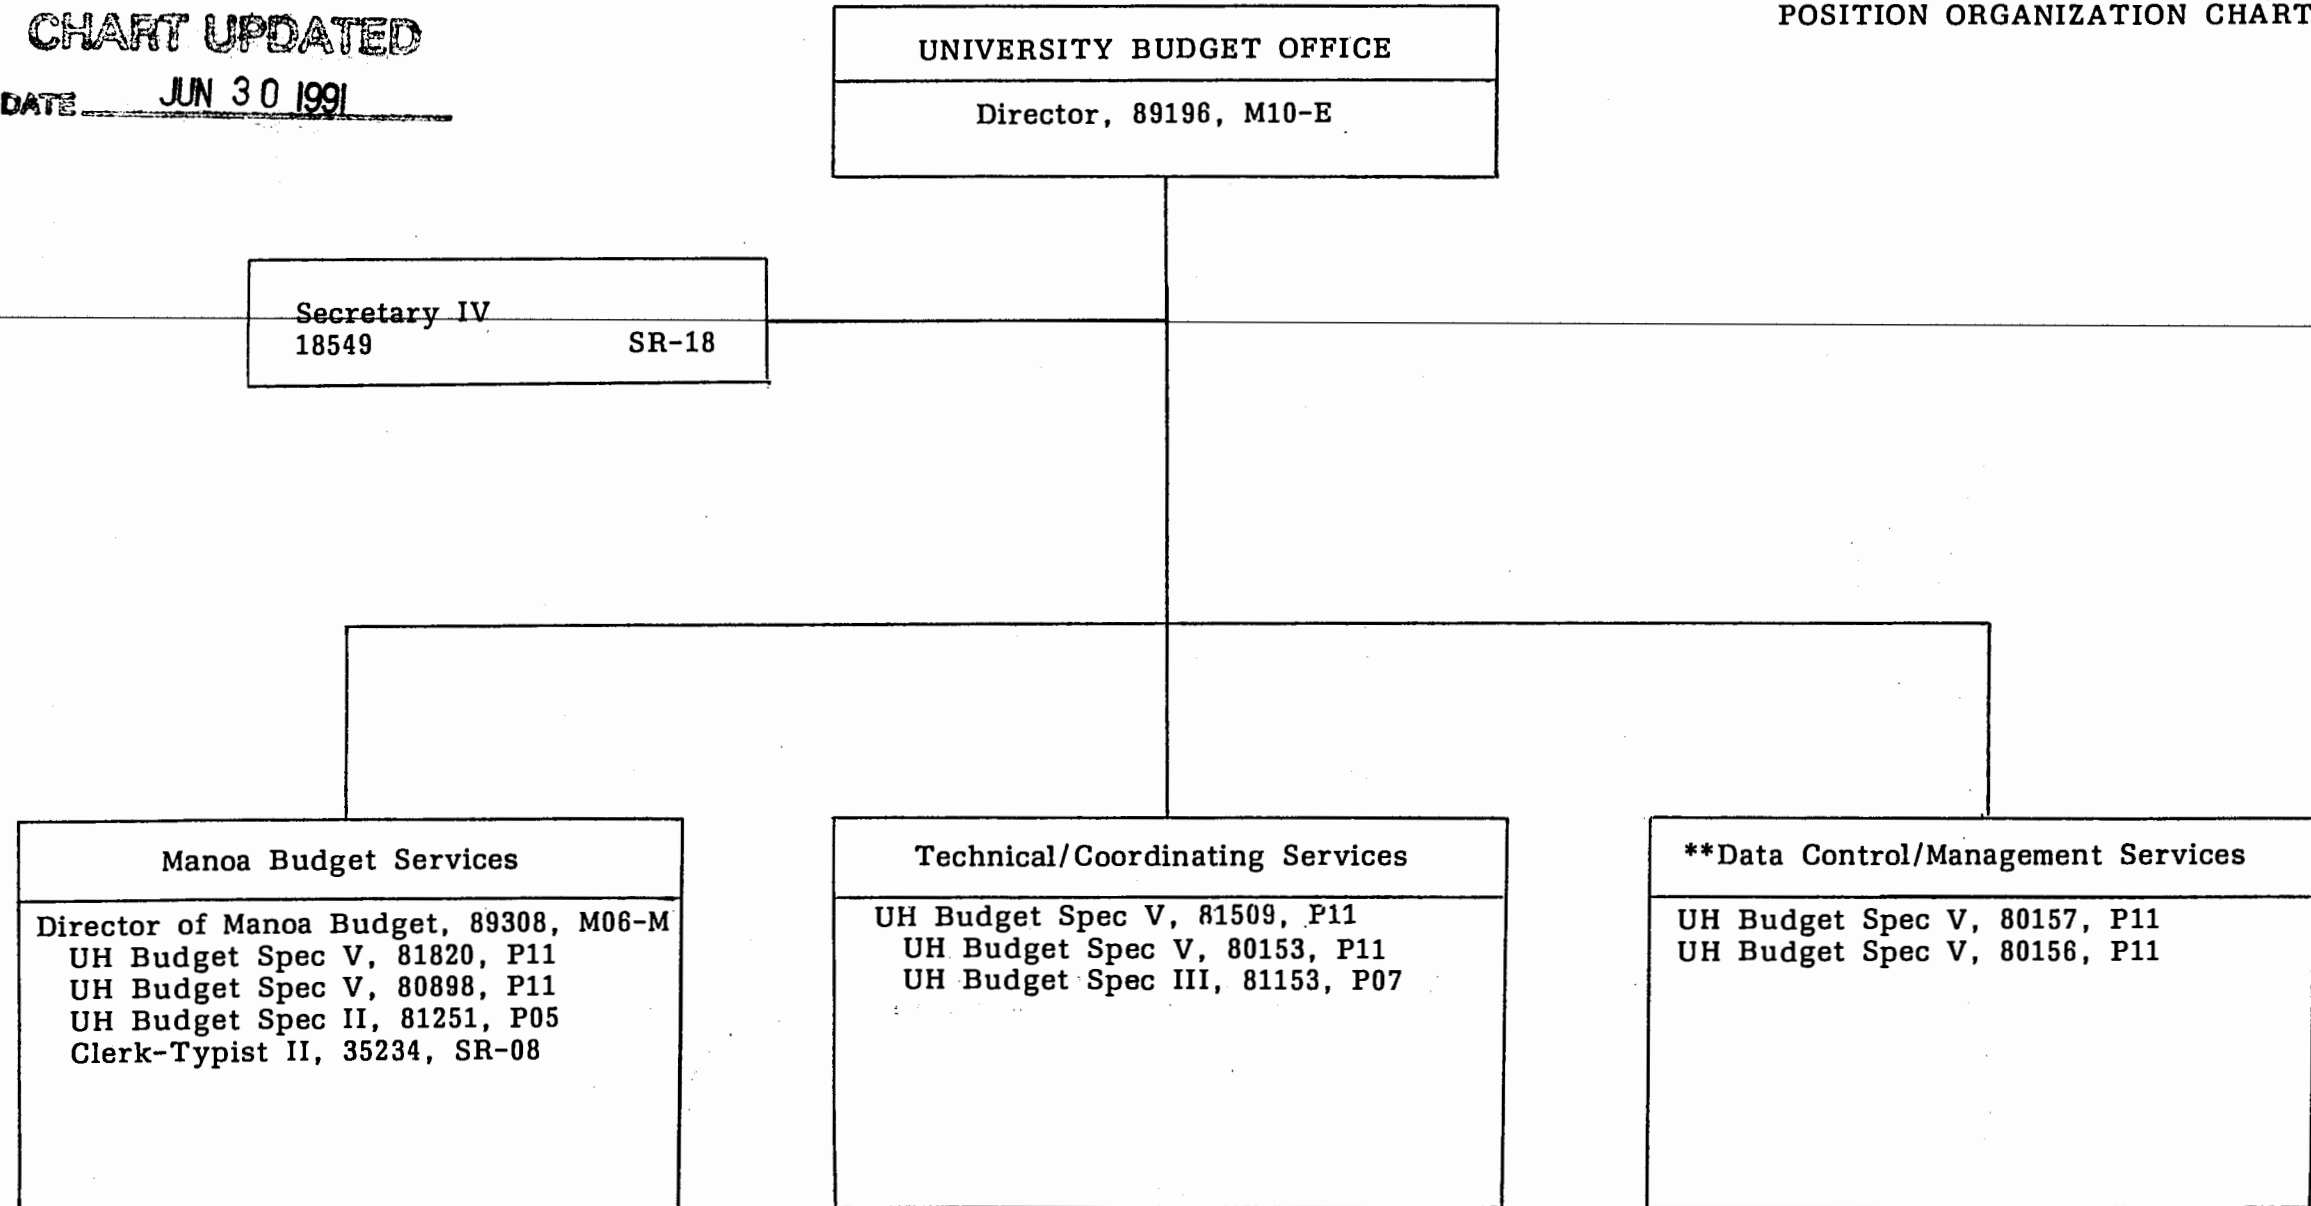 CHART UPDATED
DATE JUN 30 1991
POSITION ORGANIZATION CHART
UNIVERSITY BUDGET OFFICE
Director, 89196, M10-E
Secretary IV
18549 SR-18
Manoa Budget Services
Director of Manoa Budget, 89308, M06-M
UH Budget Spec V, 81820, P11
UH Budget Spec V, 80898, P11
UH Budget Spec II, 81251, P05
Clerk-Typist II, 35234, SR-08
Technical/Coordinating Services
UH Budget Spec V, 81509, P11
UH Budget Spec V, 80153, P11
UH Budget Spec III, 81153, P07
**Data Control/Management Services
UH Budget Spec V, 80157, P11
UH Budget Spec V, 80156, P11